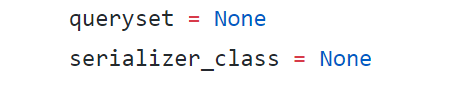 queryset = None
serializer_class = None